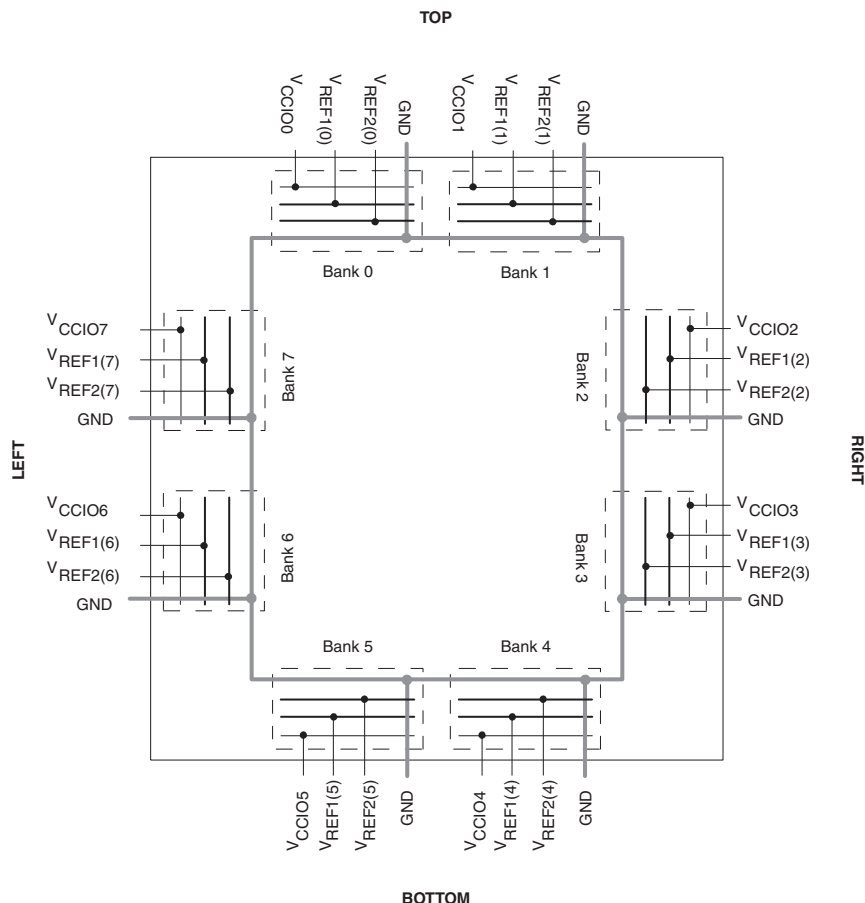 TOP
VCCIO0
VREF1(0)
VREF2(0)
GND
VCCIO1
VREF1(1)
VREF2(1)
GND
Bank 0
Bank 1
VCCIO7
VREF1(7)
VREF2(7)
GND
Bank 7
Bank 2
VCCIO2
VREF1(2)
VREF2(2)
GND
LEFT
RIGHT
VCCIO6
VREF1(6)
VREF2(6)
GND
Bank 6
Bank 3
VCCIO3
VREF1(3)
VREF2(3)
GND
Bank 5
Bank 4
VCCIO5
VREF1(5)
VREF2(5)
GND
VCCIO4
VREF1(4)
VREF2(4)
GND
BOTTOM